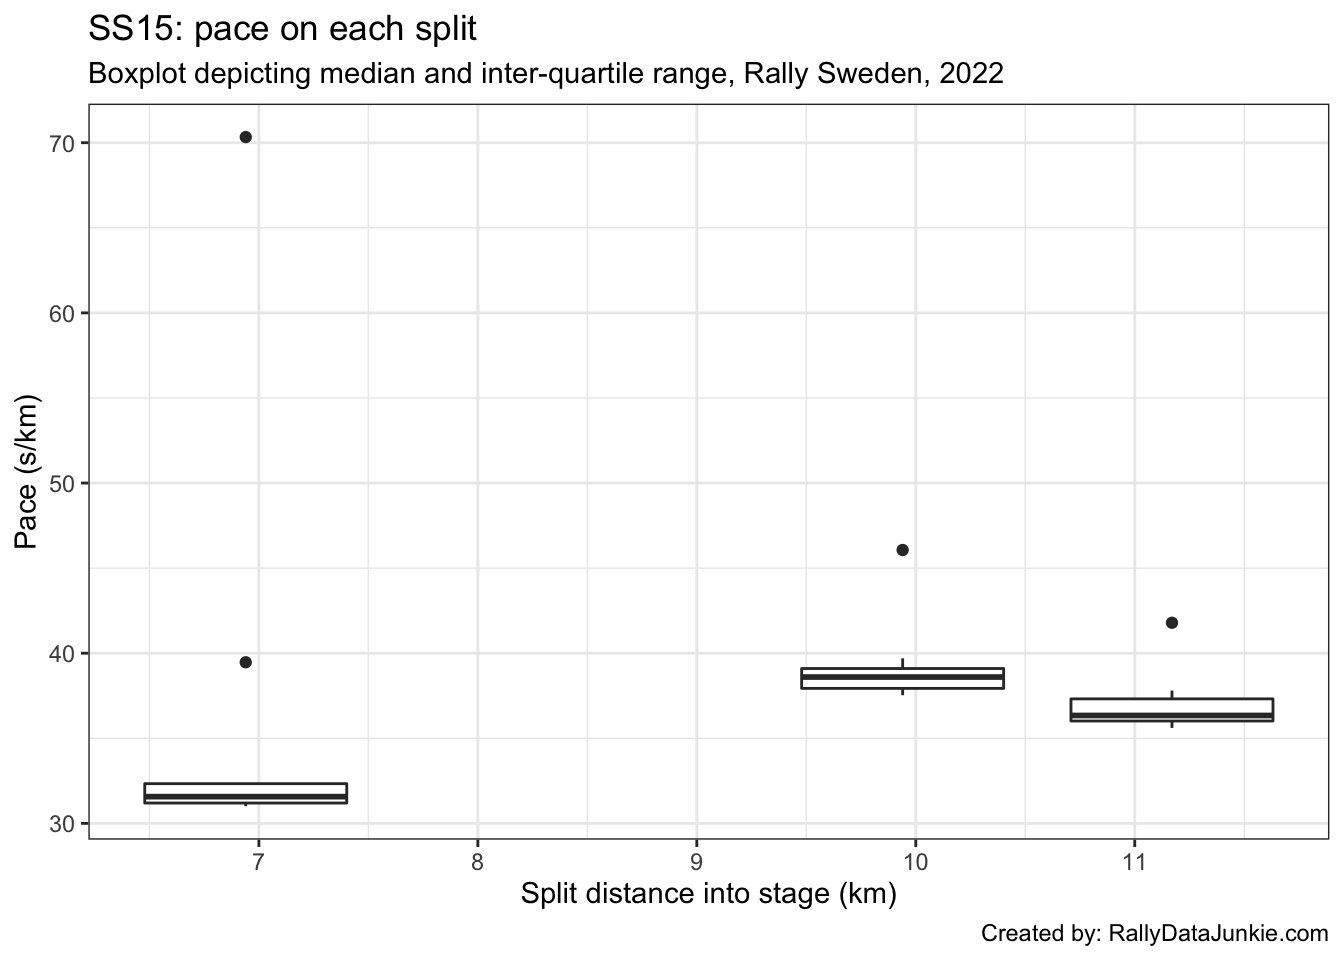 SS15: pace on each split
Boxplot depicting median and inter-quartile range, Rally Sweden, 2022
70
60
50
40
30
Pace (s/km)
7 8 9 10 11
Split distance into stage (km)
Created by: RallyDataJunkie.com